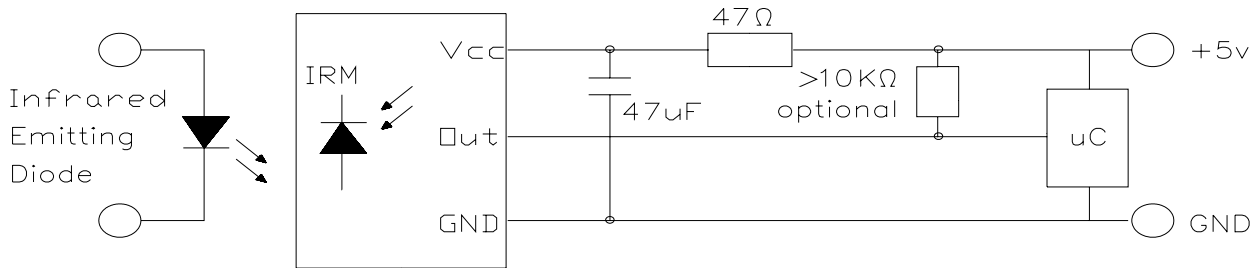 Infrared
Emitting
Diode
IRM
Vcc
Out
GND
47uF
47Ω
>10KΩ
optional
uC
+5v
GND